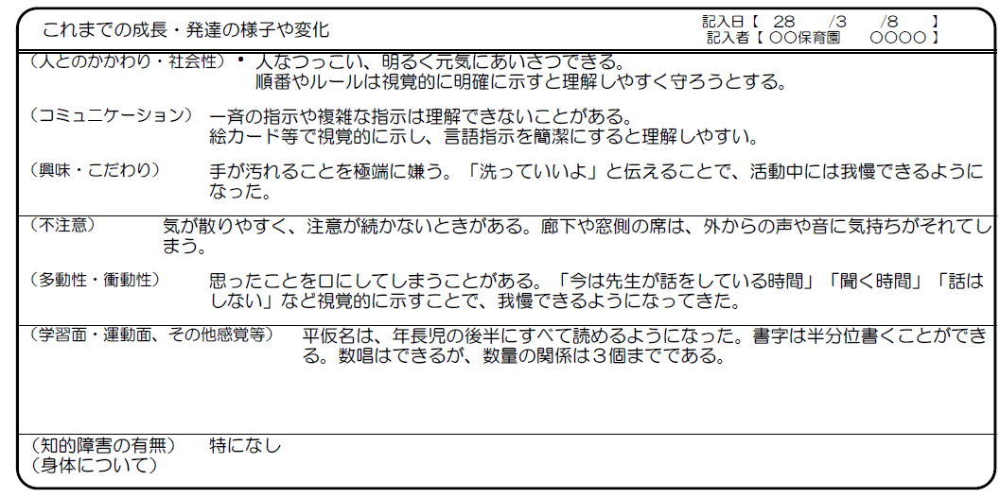 これまでの成長・発達の様子や変化
記入日【 28 /3 /8 】
記入者【 〇〇保育園 〇〇〇〇 】
（人とのかかわり・社会性）・ 人なつっこい、明るく元気にあいさつできる。
順番やルールは視覚的に明確に示すと理解しやすく守ろうとする。
（コミュニケーション） 一斉の指示や複雑な指示は理解できないことがある。
絵カード等で視覚的に示し、言語指示を簡潔にすると理解しやすい。
（興味・こだわり） 手が汚れることを極端に嫌う。「洗っていいよ」と伝えることで、活動中には我慢できるように
なった。
（不注意） 気が散りやすく、注意が続かないときがある。廊下や窓側の席は、外からの声や音に気持ちがそれてし
まう。
（多動性・衝動性） 思ったことを口にしてしまうことがある。「今は先生が話をしている時間」「聞く時間」「話は
しない」など視覚的に示すことで、我慢できるようになってきた。
（学習面・運動面、その他感覚等） 平仮名は、年長児の後半にすべて読めるようになった。書字は半分位書くことができ
る。数唱はできるが、数量の関係は３個までである。
（知的障害の有無） 特になし
（身体について）